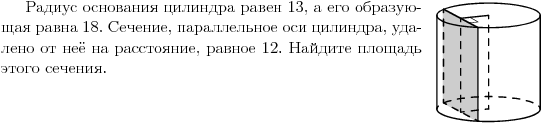 Радиус основания цилиндра равен 13, а его образую-
щая равна 18. Сечение, параллельное оси цилиндра, уда-
лено от неё на расстояние, равное 12. Найдите площадь
этого сечения.